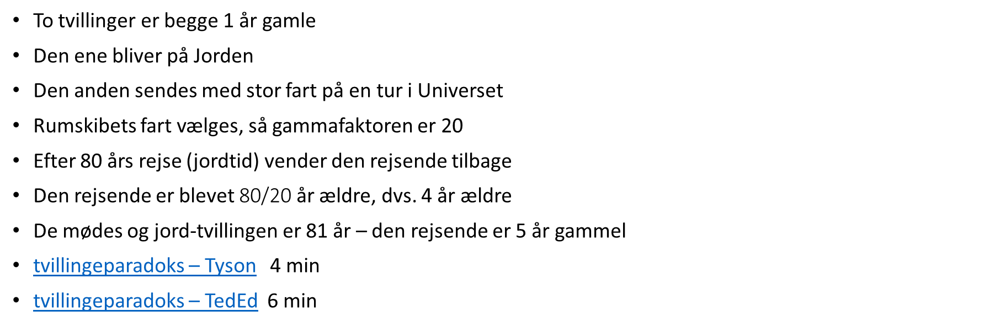 • To tvillinger er begge 1 år gamle
• Den ene bliver på Jorden
• Den anden sendes med stor fart på en tur i Universet
• Rumskibets fart vælges, så gammafaktoren er 20
• Efter 80 års rejse (jordtid) vender den rejsende tilbage
• Den rejsende er blevet 80/20 år ældre, dvs. 4 år ældre
• De mødes og jord-tvillingen er 81 år – den rejsende er 5 år gammel
• tvillingeparadoks – Tyson 4 min
• tvillingeparadoks – TedEd 6 min